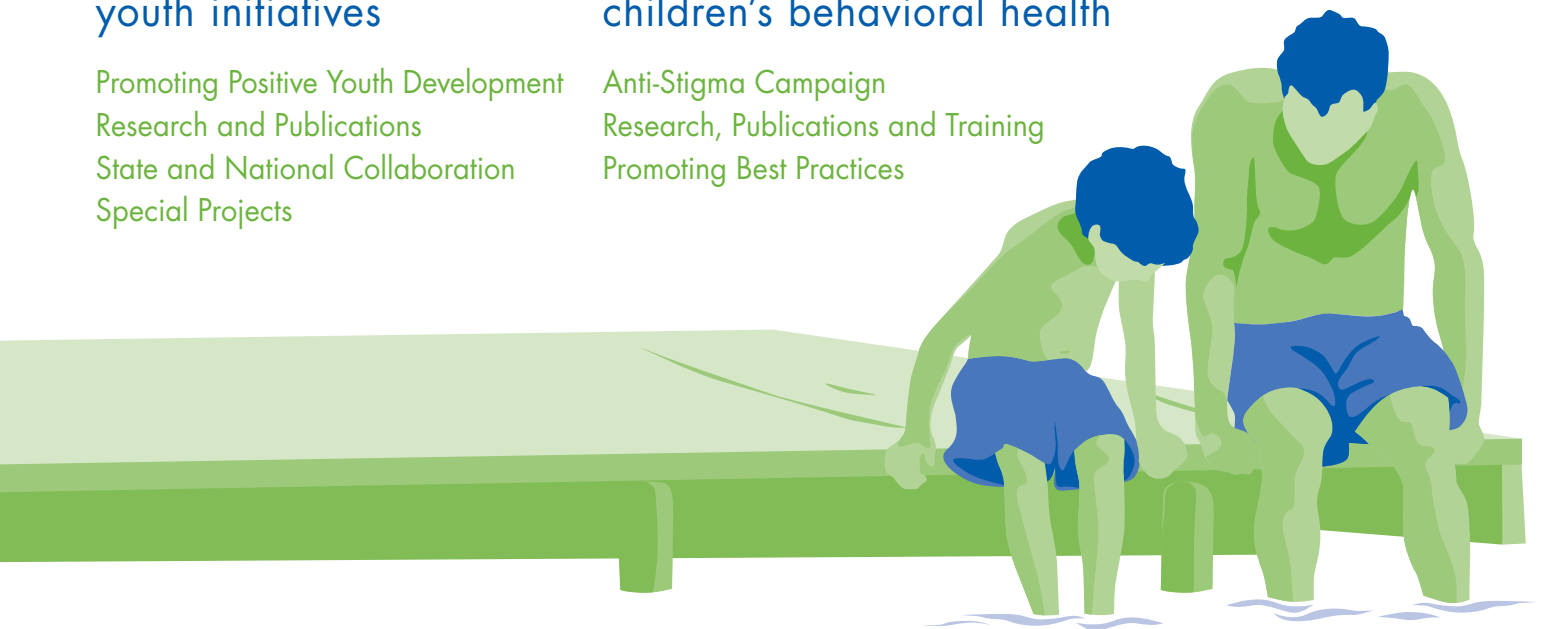 youth initiatives
Promoting Positive Youth Development
Research and Publications
State and National Collaboration
Special Projects
children's behavioral health
Anti-Stigma Campaign
Research, Publications and Training
Promoting Best Practices